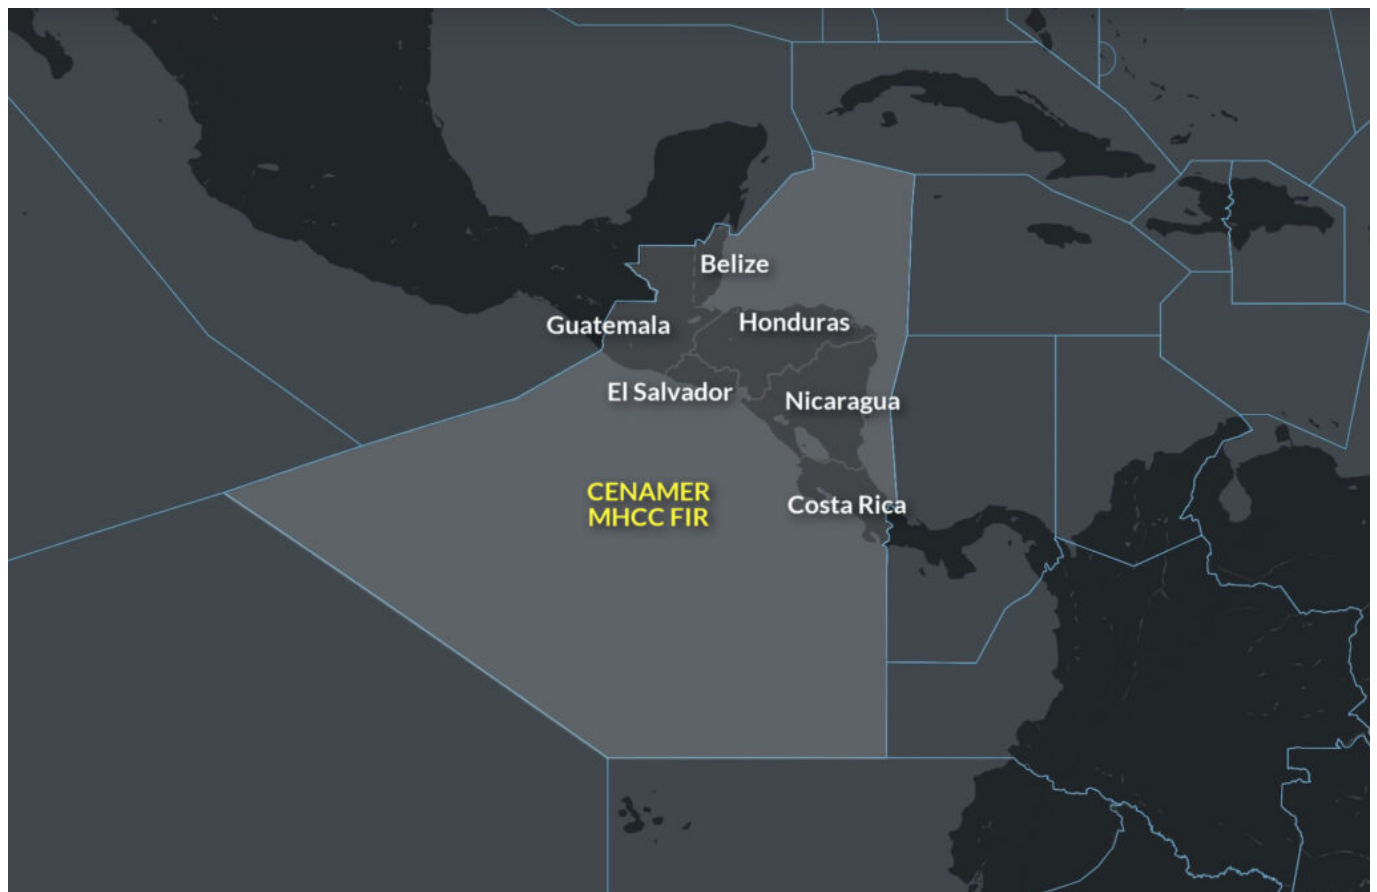 Belize
Guatemala
Honduras
El Salvador
Nicaragua
CENAMER
MHCC FIR
Costa Rica